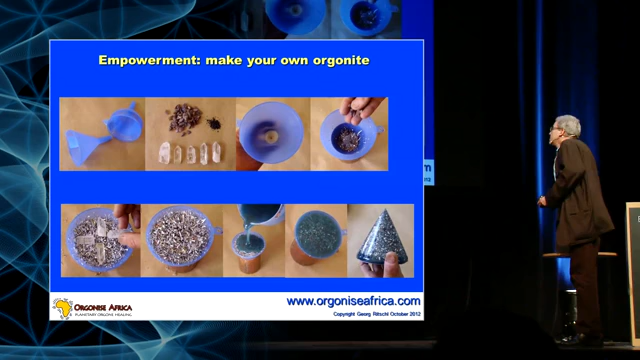 Empowerment: make your own orgonite
www.orgoniseafrica.com
ORGONISE AFRICA
PLANETARY ORGONE HEALING
Copyright Georg Ritschl October 2012